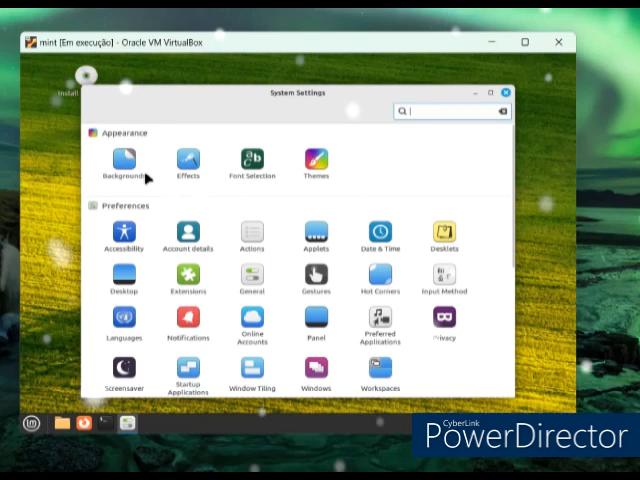 mint [Em execução] - Oracle VM VirtualBox
Install
System Settings
Appearance
Backgrounds
Effects
Font Selection
Themes
Preferences
Accessibility
Account details
Actions
Applets
Date & Time
Desklets
Desktop
Extensions
General
Gestures
Hot Corners
Input Method
Languages
Notifications
Online
Accounts
Panel
Preferred
Applications
Privacy
Screensaver
Startup
Applications
Window Tiling
Windows
Workspaces
CyberLink
PowerDirector